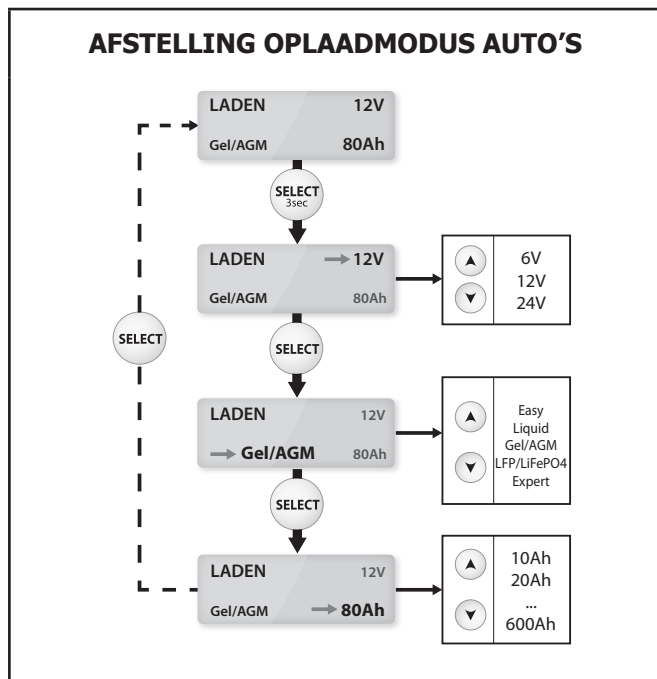 AFSTELLING OPLAADMODUS AUTO'S
LADEN 12V
Gel/AGM 80Ah
SELECT
3sec
LADEN 12V
Gel/AGM 80Ah
6V
12V
24V
SELECT
SELECT
LADEN 12V
Gel/AGM 80Ah
Easy
Liquid
Gel/AGM
LFP/LiFePO4
Expert
SELECT
LADEN 12V
Gel/AGM 80Ah
10Ah
20Ah
...
600Ah